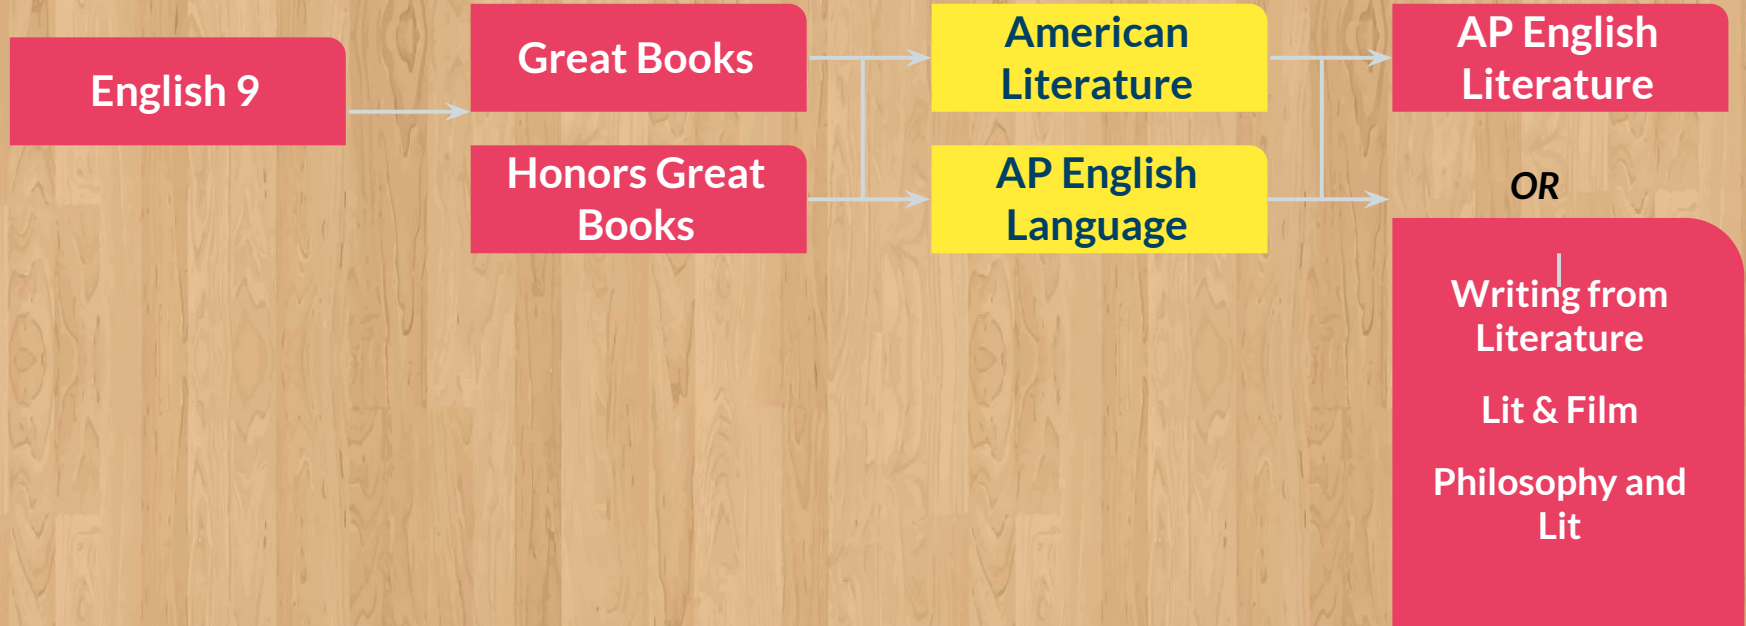 English 9
Great Books
Honors Great
Books
American
Literature
AP English
Language
AP English
Literature
OR
Writing from
Literature
Lit & Film
Philosophy and
Lit